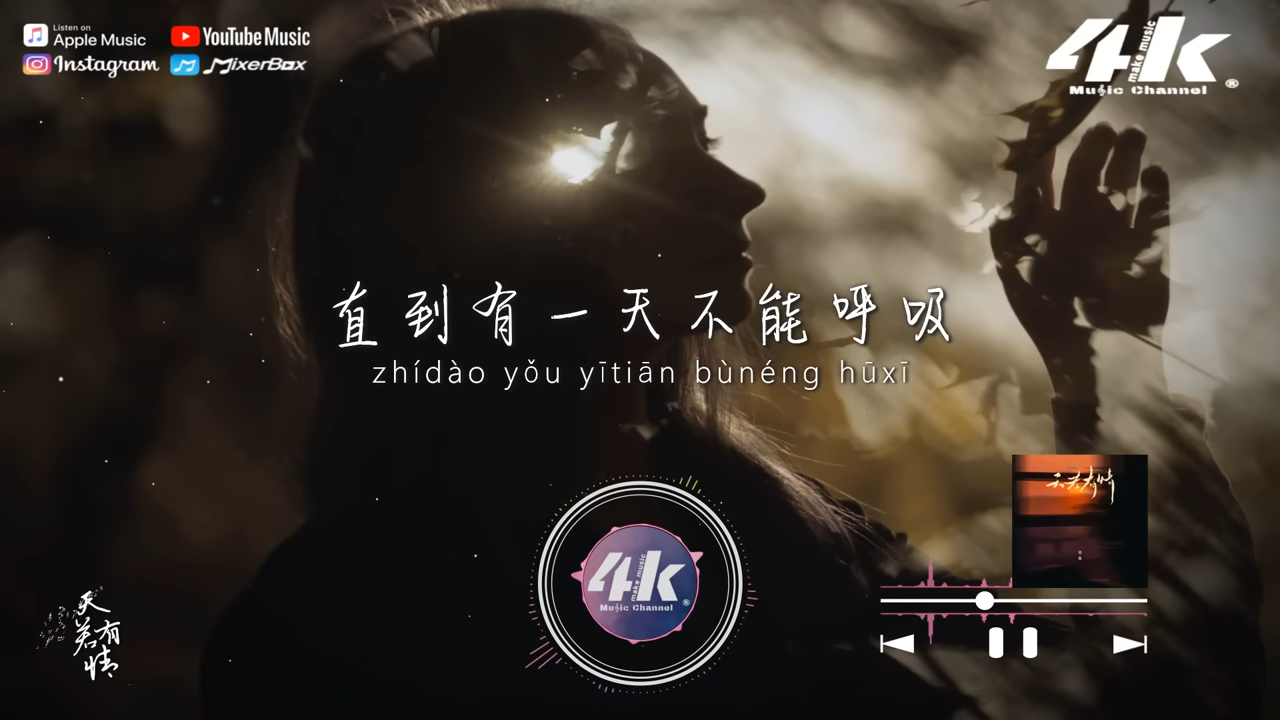 Listen on
Apple Music
YouTube Music
Instagram
MixerBox
4k
make music
Music Channel
®
直到有一天不能呼吸
zhídào yǒu yītiān bùnéng hūxī
天若有情
4k
make music
Music Channel
®
天若有情